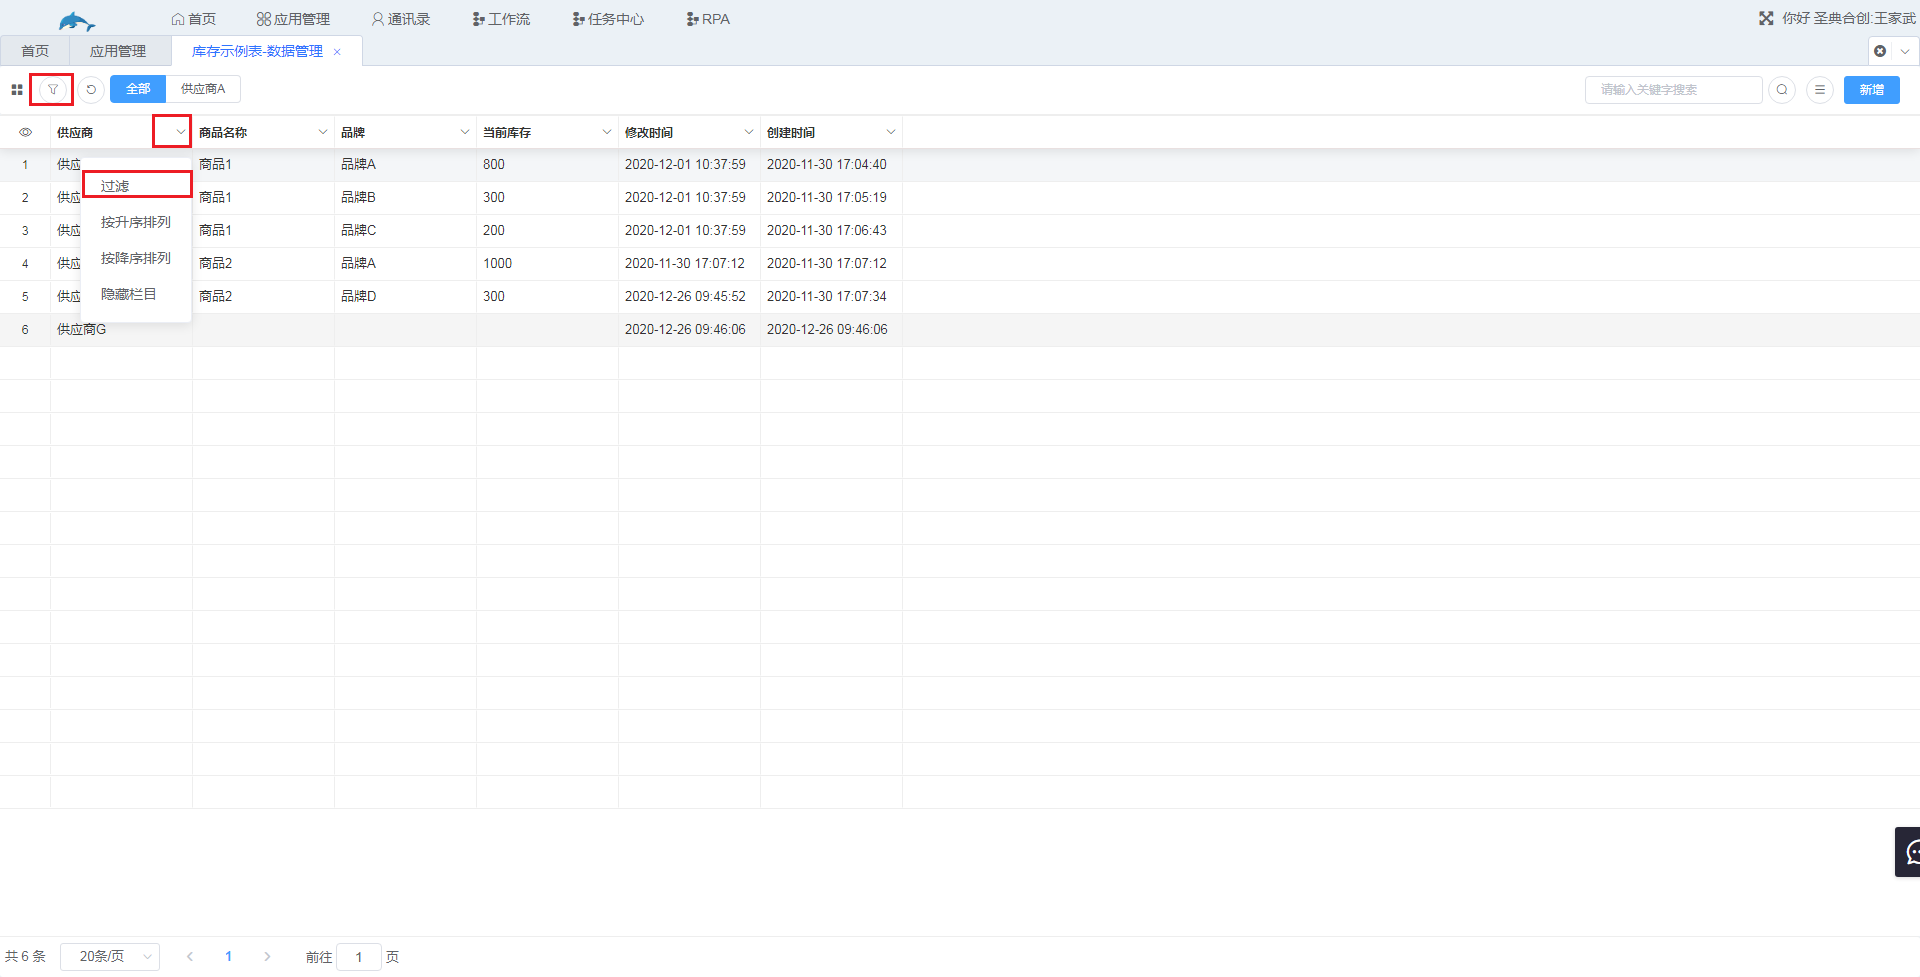 首页 应用管理 通讯录 工作流 任务中心 RPA 你好 圣典合创:王家武
首页 应用管理 库存示例表-数据管理 ×
全部 供应商A 请输入关键字搜索 新增
供应商 商品名称 品牌 当前库存 修改时间 创建时间
1 供应 商品1 品牌A 800 2020-12-01 10:37:59 2020-11-30 17:04:40
过滤
2 供应 商品1 品牌B 300 2020-12-01 10:37:59 2020-11-30 17:05:19
按升序排列
3 供应 商品1 品牌C 200 2020-12-01 10:37:59 2020-11-30 17:06:43
按降序排列
4 供应 商品2 品牌A 1000 2020-11-30 17:07:12 2020-11-30 17:07:12
隐藏栏目
5 供应 商品2 品牌D 300 2020-12-26 09:45:52 2020-11-30 17:07:34
6 供应商G 2020-12-26 09:46:06 2020-12-26 09:46:06
共 6 条 20条/页 1 前往 1 页